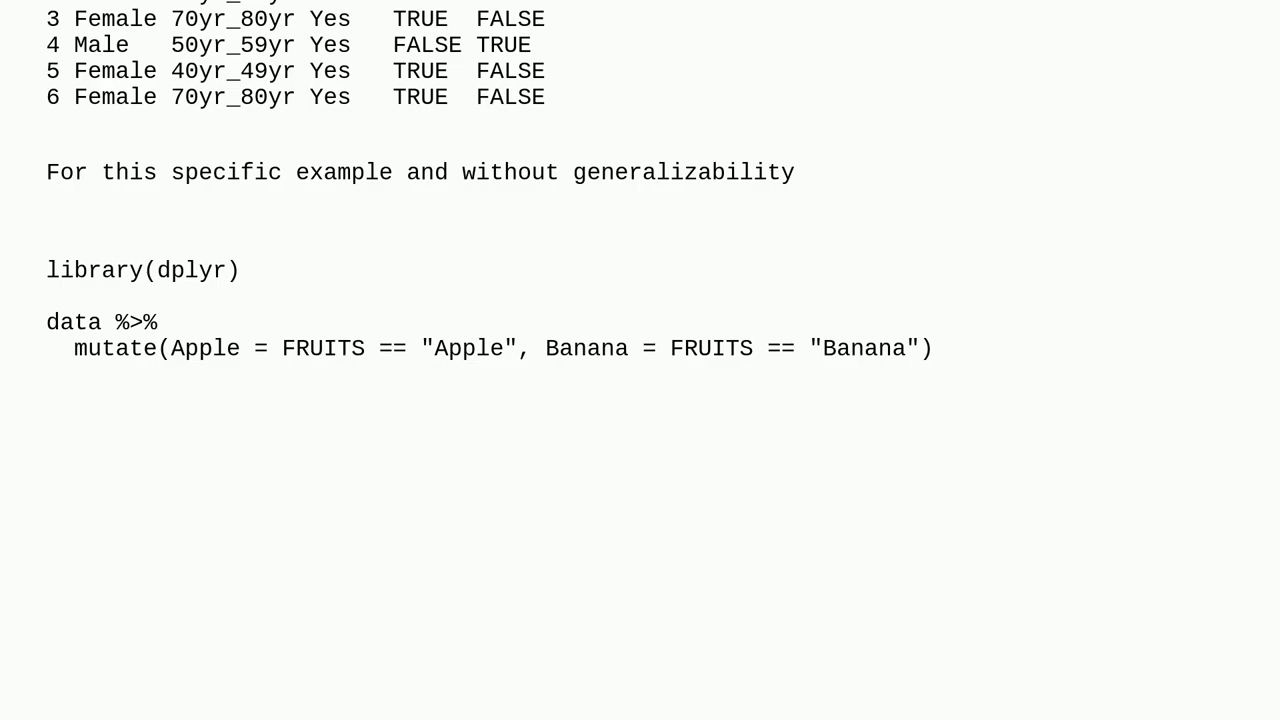 3 Female 70yr_80yr Yes   TRUE  FALSE
4 Male   50yr_59yr Yes   FALSE TRUE
5 Female 40yr_49yr Yes   TRUE  FALSE
6 Female 70yr_80yr Yes   TRUE  FALSE
For this specific example and without generalizability
library(dplyr)
data %>%
  mutate(Apple = FRUITS == "Apple", Banana = FRUITS == "Banana")